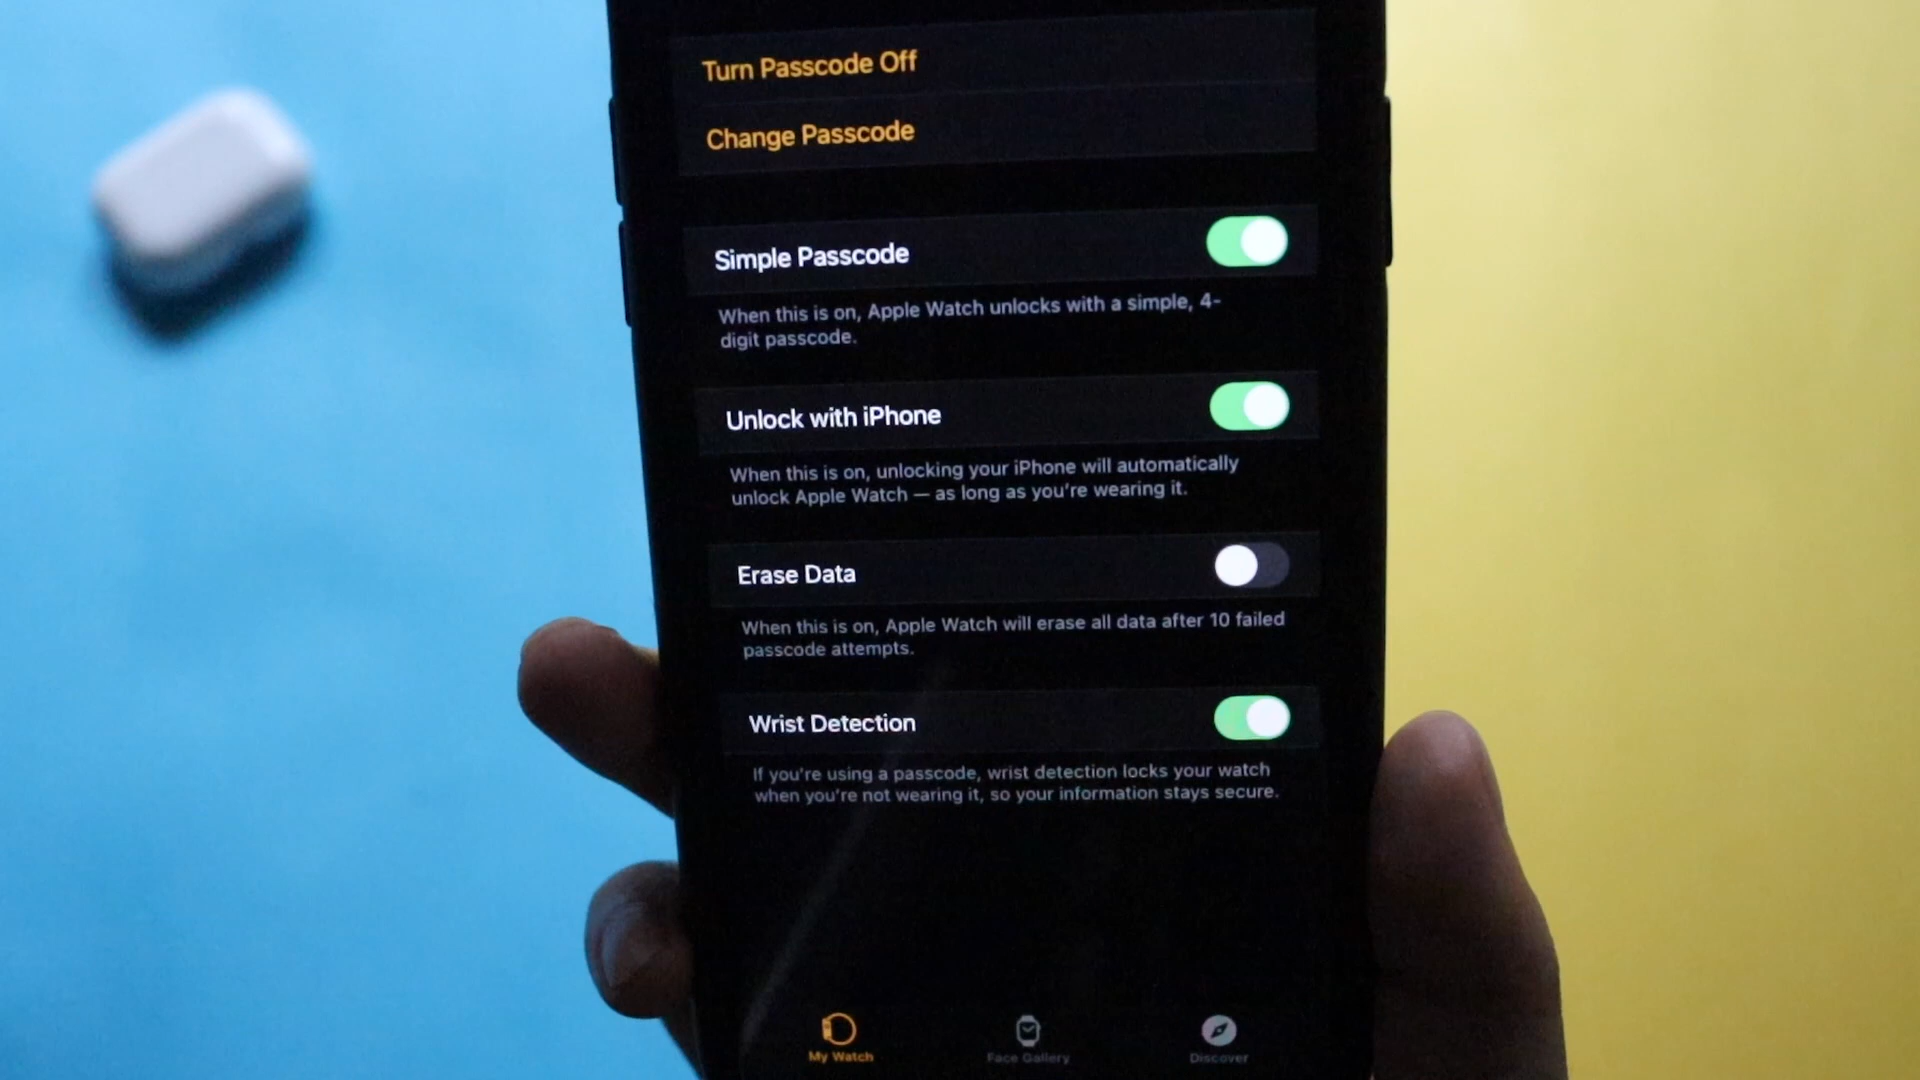 Turn Passcode Off
Change Passcode
Simple Passcode
When this is on, Apple Watch unlocks with a simple, 4-
digit passcode.
Unlock with iPhone
When this is on, unlocking your iPhone will automatically
unlock Apple Watch — as long as you're wearing it.
Erase Data
When this is on, Apple Watch will erase all data after 10 failed
passcode attempts.
Wrist Detection
If you're using a passcode, wrist detection locks your watch
when you're not wearing it, so your information stays secure.
My Watch
Face Gallery
Discover